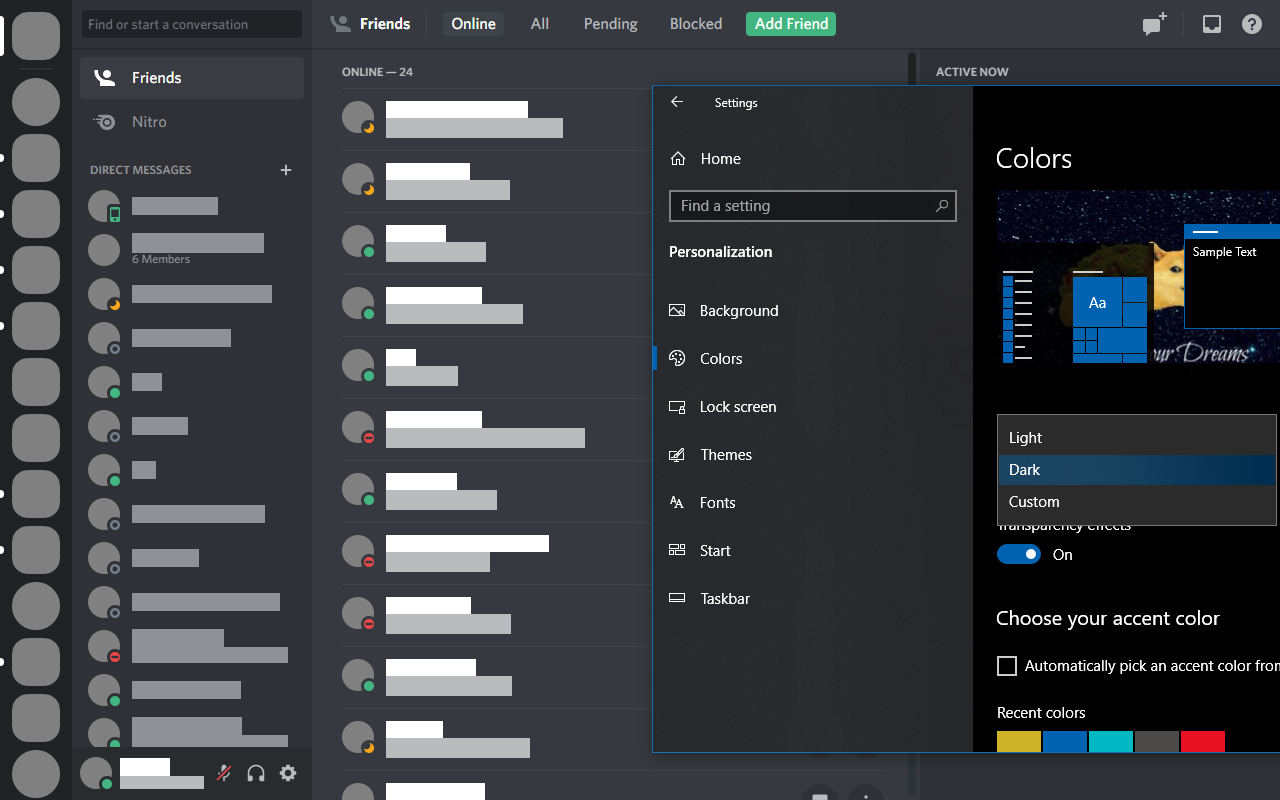 Find or start a conversation
Friends
Online
All
Pending
Blocked
Add Friend
Friends
Nitro
DIRECT MESSAGES
6 Members
ONLINE — 24
ACTIVE NOW
Settings
Home
Find a setting
Personalization
Background
Colors
Lock screen
Themes
Fonts
Start
Taskbar
Colors
Sample Text
Aa
our Dreams
Light
Dark
Custom
Transparency effects
On
Choose your accent color
Automatically pick an accent color from
Recent colors